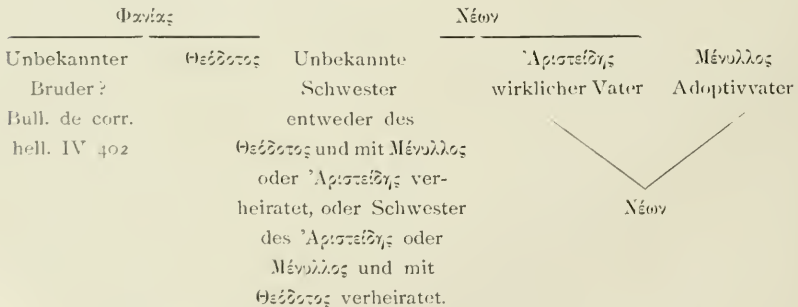 Φανίας Νέων
Unbekannter Θεόδοτος Unbekannte Ἀριστείδης Μένυλλος
Bruder? Schwester wirklicher Vater Adoptivvater
Bull. de corr. entweder des
hell. IV 402 Θεόδοτος und mit Μένυλλος
oder Ἀριστείδης ver-
heiratet, oder Schwester Νέων
des Ἀριστείδης oder
Μένυλλος und mit
Θεόδοτος verheiratet.